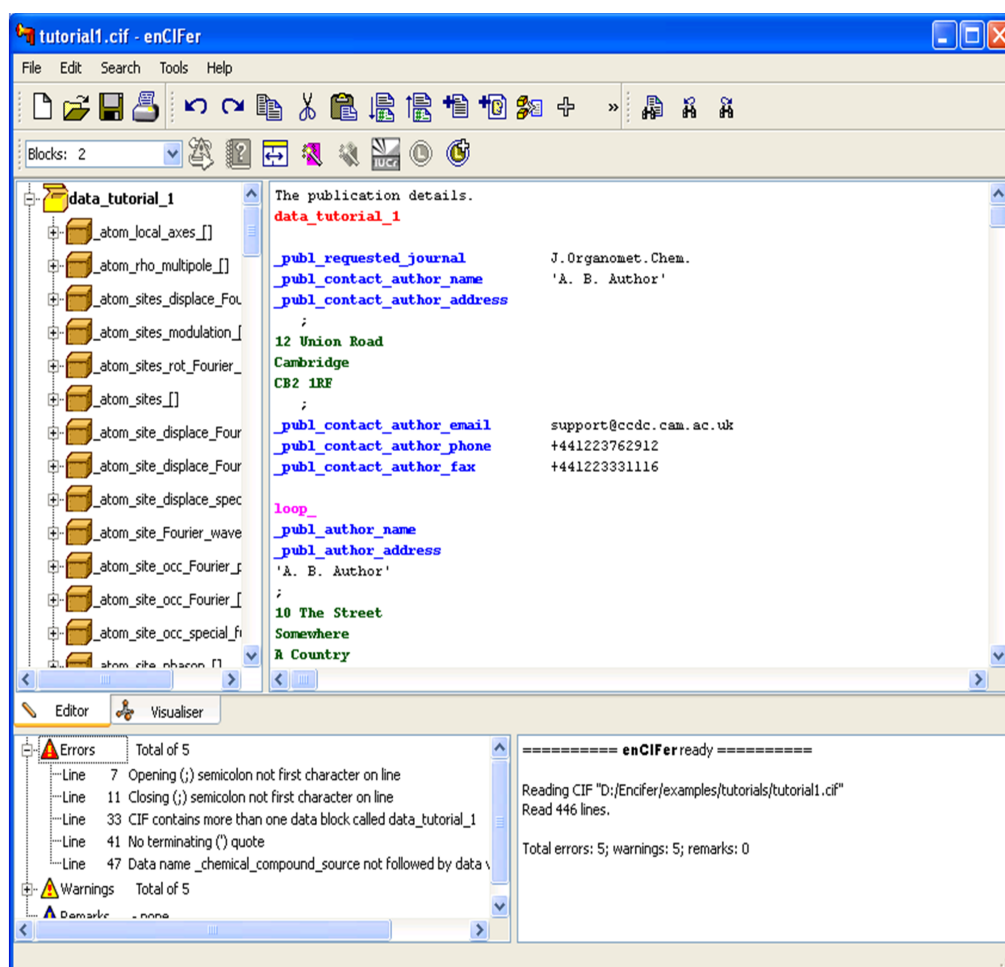 tutorial1.cif - enCIFer
File Edit Search Tools Help
»
Blocks: 2
IUCr
L
data_tutorial_1
_atom_local_axes_[]
_atom_rho_multipole_[]
_atom_sites_displace_Fou
_atom_sites_modulation_[
_atom_sites_rot_Fourier_
_atom_sites_[]
_atom_site_displace_Four
_atom_site_displace_Four
_atom_site_displace_spec
_atom_site_Fourier_wave
_atom_site_occ_Fourier_p
_atom_site_occ_Fourier_[
_atom_site_occ_special_fu
_atom_site_phason_[]
The publication details.
data_tutorial_1
_publ_requested_journal J.Organomet.Chem.
_publ_contact_author_name 'A. B. Author'
_publ_contact_author_address
;
12 Union Road
Cambridge
CB2 1RF
;
_publ_contact_author_email support@ccdc.cam.ac.uk
_publ_contact_author_phone +441223762912
_publ_contact_author_fax +441223331116
loop_
_publ_author_name
_publ_author_address
'A. B. Author'
;
10 The Street
Somewhere
A Country
Editor Visualiser
Errors Total of 5
Line 7 Opening (;) semicolon not first character on line
Line 11 Closing (;) semicolon not first character on line
Line 33 CIF contains more than one data block called data_tutorial_1
Line 41 No terminating (') quote
Line 47 Data name _chemical_compound_source not followed by data v
Warnings Total of 5
Remarks - none
========== enCIFer ready ==========
Reading CIF "D:/Encifer/examples/tutorials/tutorial1.cif"
Read 446 lines.
Total errors: 5; warnings: 5; remarks: 0